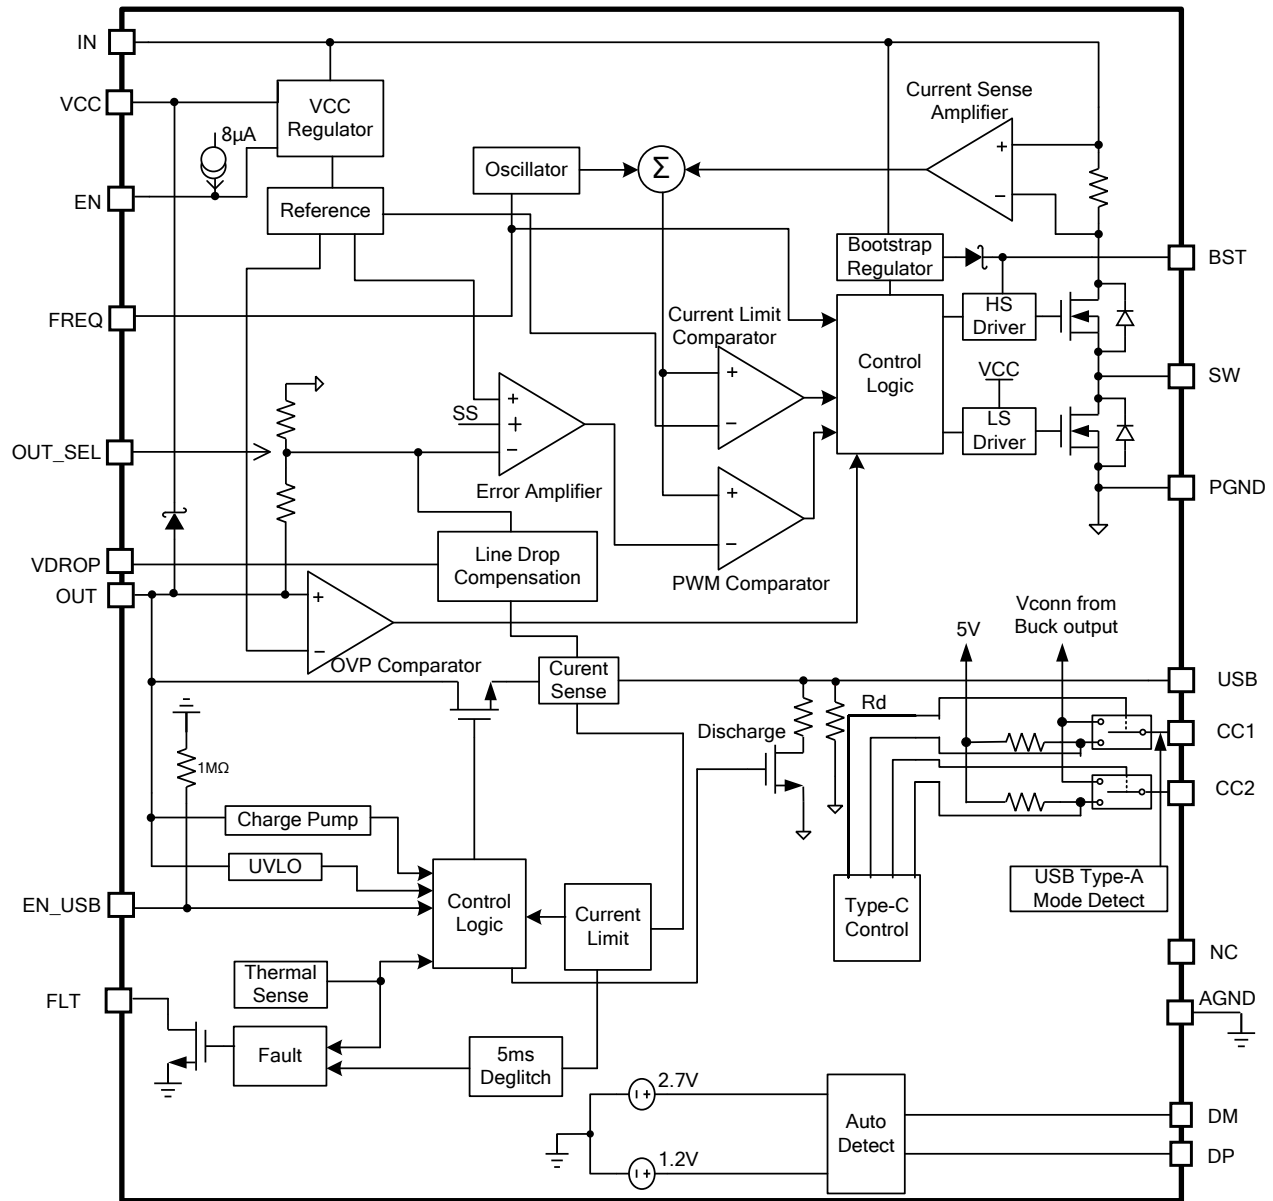 IN
VCC
VCC
Regulator
8µA
EN
Reference
Oscillator
Σ
Current Sense
Amplifier
+
−
Bootstrap
Regulator
BST
FREQ
Current Limit
Comparator
HS
Driver
Control
Logic
VCC
SW
LS
Driver
+
−
SS
+
+
−
OUT_SEL
Error Amplifier
PGND
+
−
PWM Comparator
VDROP
Line Drop
Compensation
OUT
+
−
OVP Comparator
Curent
Sense
5V
Vconn from
Buck output
USB
Rd
Discharge
CC1
1MΩ
CC2
Charge Pump
UVLO
EN_USB
Control
Logic
Current
Limit
Type-C
Control
USB Type-A
Mode Detect
NC
Thermal
Sense
FLT
AGND
Fault
5ms
Deglitch
2.7V
− +
Auto
Detect
DM
1.2V
− +
DP